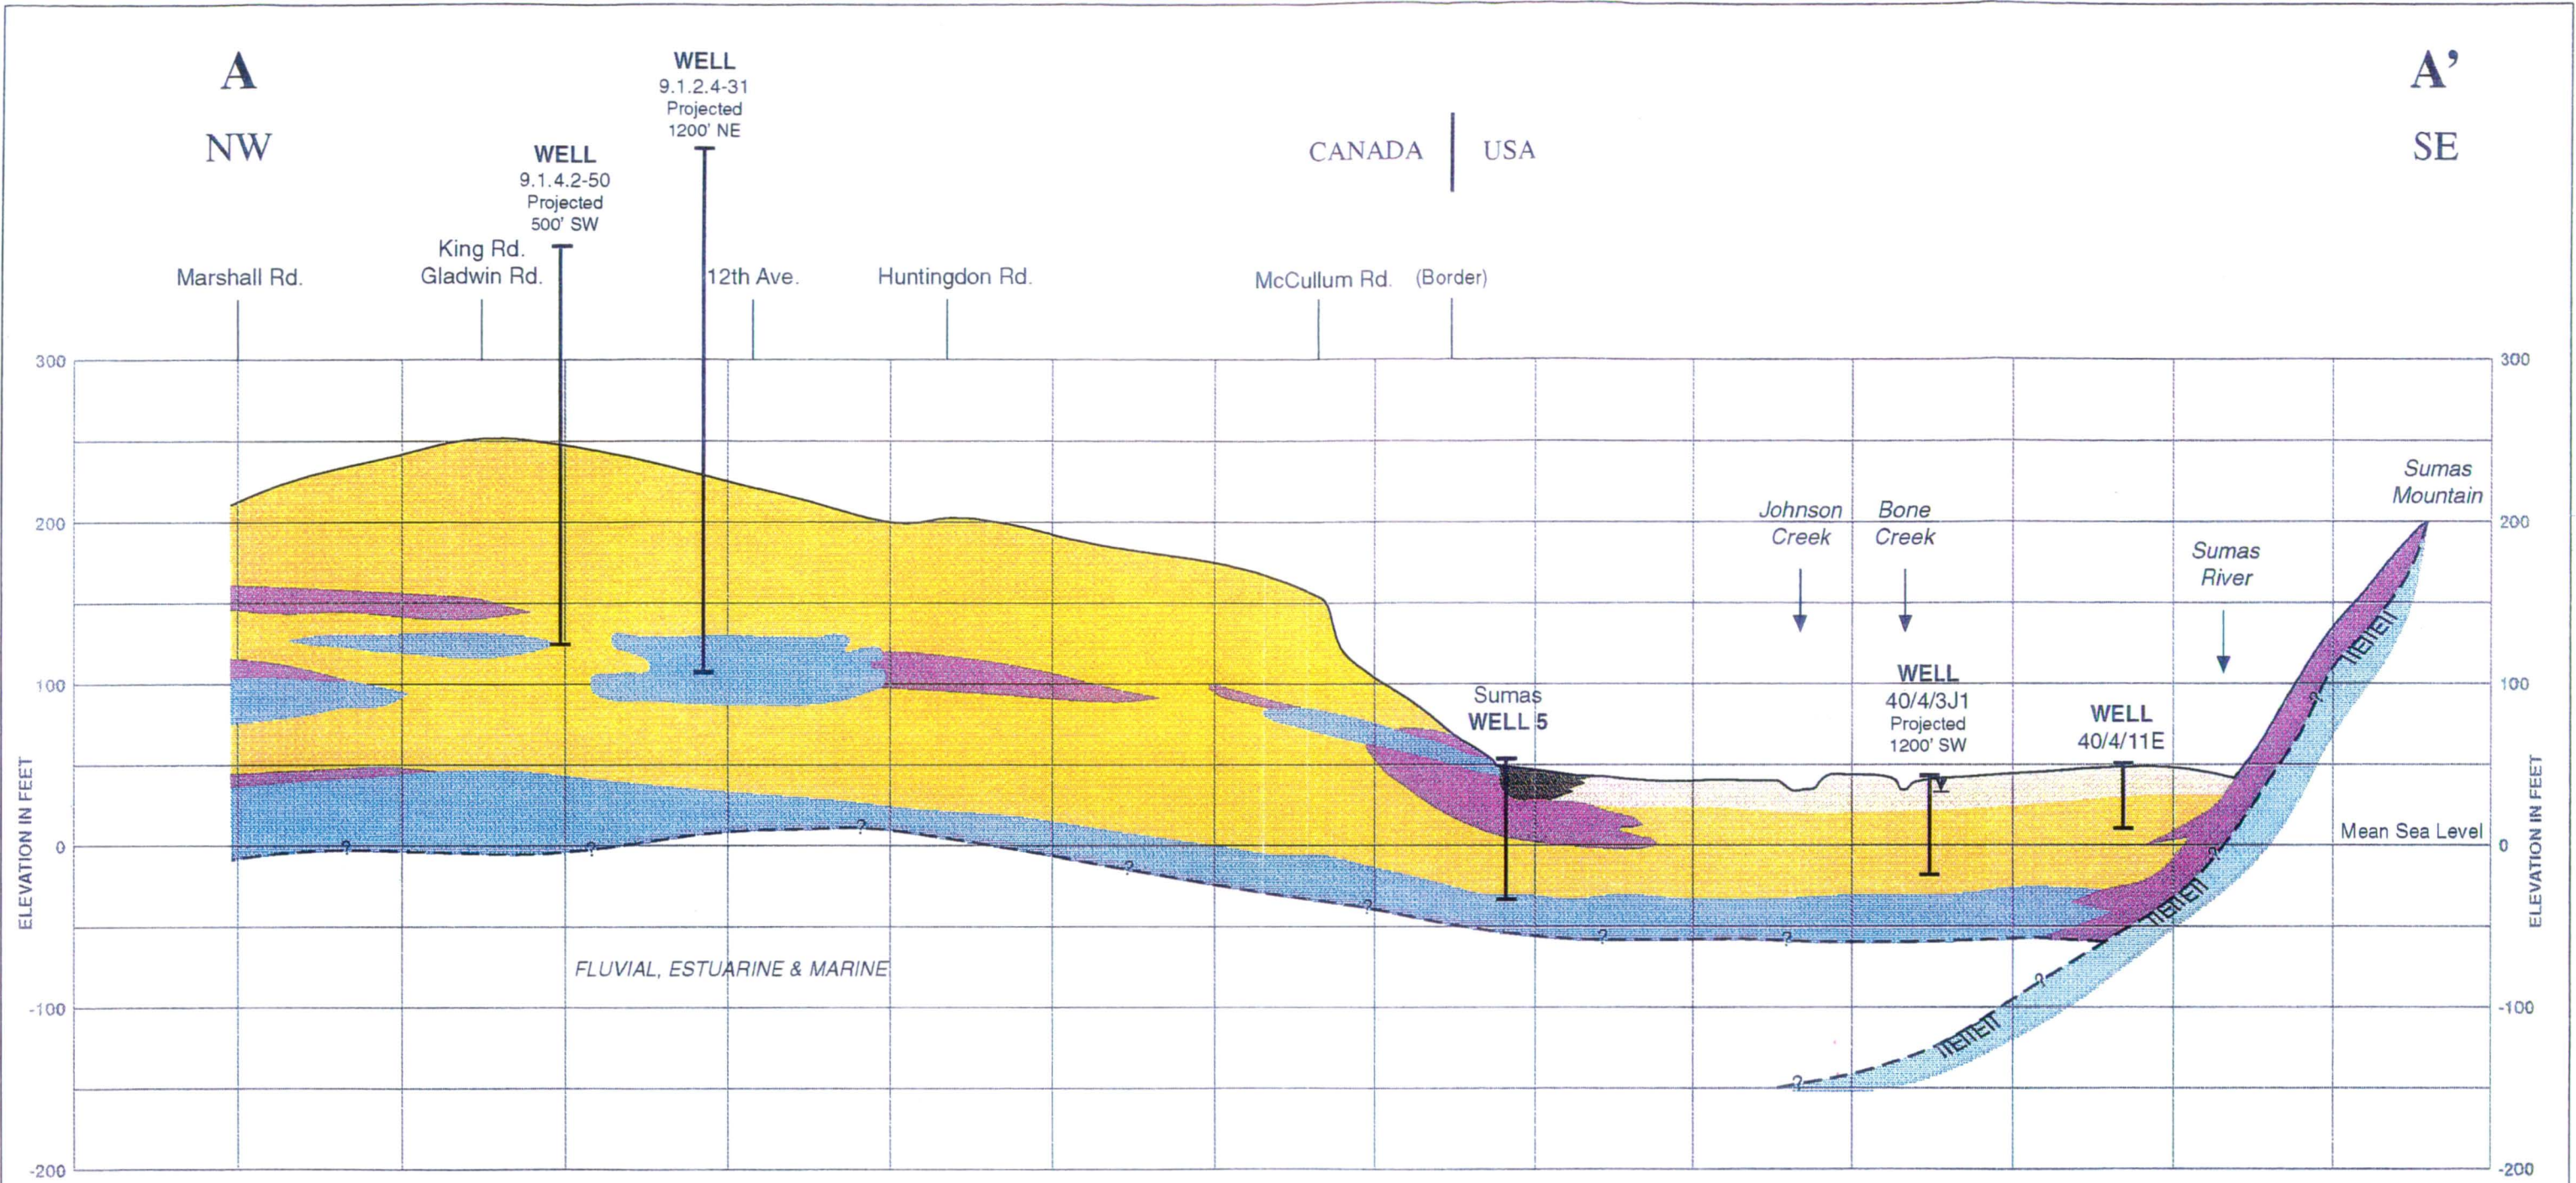 A
NW
WELL
9.1.4.2-50
Projected
500' SW
WELL
9.1.2.4-31
Projected
1200' NE
CANADA
USA
A’
SE
Marshall Rd.
King Rd.
Gladwin Rd.
12th Ave.
Huntingdon Rd.
McCullum Rd.
(Border)
300
200
100
0
-100
-200
ELEVATION IN FEET
Sumas
WELL 5
Johnson
Creek
Bone
Creek
WELL
40/4/3J1
Projected
1200' SW
WELL
40/4/11E
Sumas
River
Sumas
Mountain
Mean Sea Level
FLUVIAL, ESTUARINE & MARINE
?
?
?
?
?
?
?
?
?
?
?
300
200
100
0
-100
-200
ELEVATION IN FEET